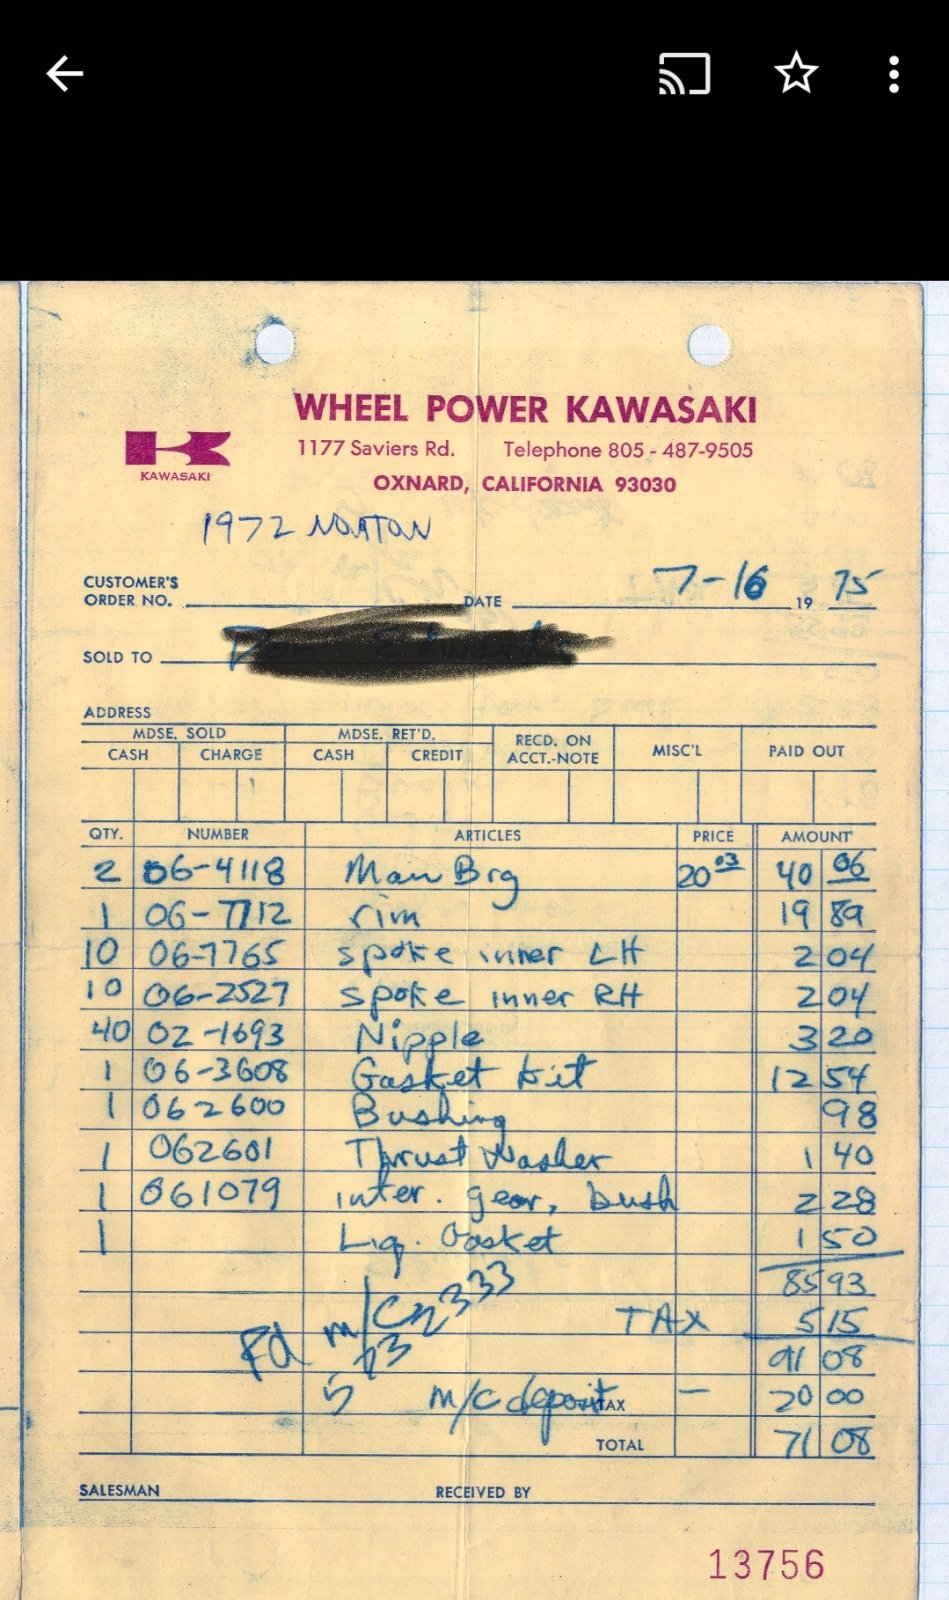 WHEEL POWER KAWASAKI
KAWASAKI
1177 Saviers Rd. Telephone 805 - 487-9505
OXNARD, CALIFORNIA 93030
1972 NORTON
CUSTOMER'S
ORDER NO. DATE 7-16 19 75
SOLD TO
ADDRESS
MDSE. SOLD MDSE. RET'D. RECD. ON ACCT.-NOTE MISC'L PAID OUT
CASH CHARGE CASH CREDIT
QTY. NUMBER ARTICLES PRICE AMOUNT
2 06-4118 Main Brg 20 03 40 06
1 06-7712 rim 19 89
10 06-7765 spoke inner LH 2 04
10 06-2527 spoke inner RH 2 04
40 02-1693 Nipple 3 20
1 06-3608 Gasket kit 12 54
1 062600 Bushing 98
1 062601 Thrust Washer 1 40
1 061079 inter. gear, bush 2 28
1 Liq. Gasket 1 50
85 93
TAX 5 15
Pd m/c 91 08
m/c deposit TAX — 20 00
TOTAL 71 08
SALESMAN RECEIVED BY
13756